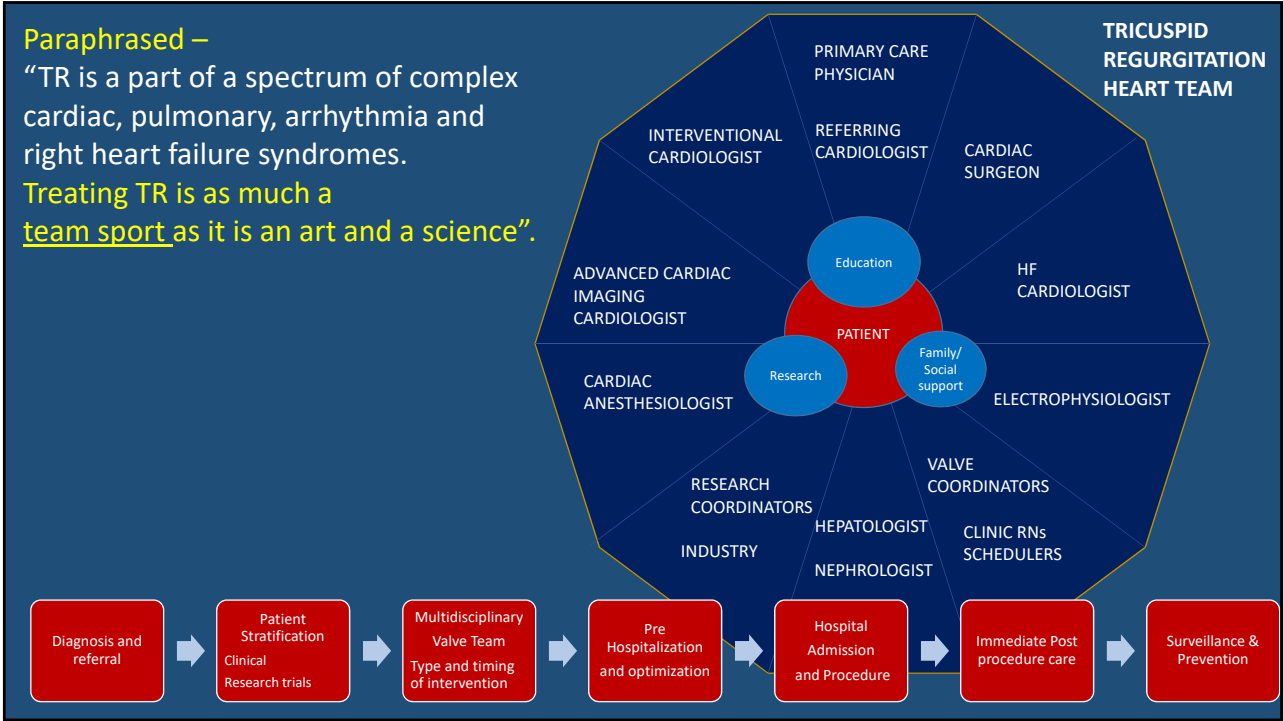 Paraphrased –
“TR is a part of a spectrum of complex
cardiac, pulmonary, arrhythmia and
right heart failure syndromes.
Treating TR is as much a
team sport as it is an art and a science”.
TRICUSPID
REGURGITATION
HEART TEAM
PRIMARY CARE
PHYSICIAN
REFERRING
CARDIOLOGIST
INTERVENTIONAL
CARDIOLOGIST
CARDIAC
SURGEON
ADVANCED CARDIAC
IMAGING
CARDIOLOGIST
HF
CARDIOLOGIST
Education
PATIENT
Research
Family/
Social
support
CARDIAC
ANESTHESIOLOGIST
ELECTROPHYSIOLOGIST
RESEARCH
COORDINATORS
INDUSTRY
HEPATOLOGIST
NEPHROLOGIST
VALVE
COORDINATORS
CLINIC RNs
SCHEDULERS
Diagnosis and
referral
Patient
Stratification
Clinical
Research trials
Multidisciplinary
Valve Team
Type and timing
of intervention
Pre
Hospitalization
and optimization
Hospital
Admission
and Procedure
Immediate Post
procedure care
Surveillance &
Prevention